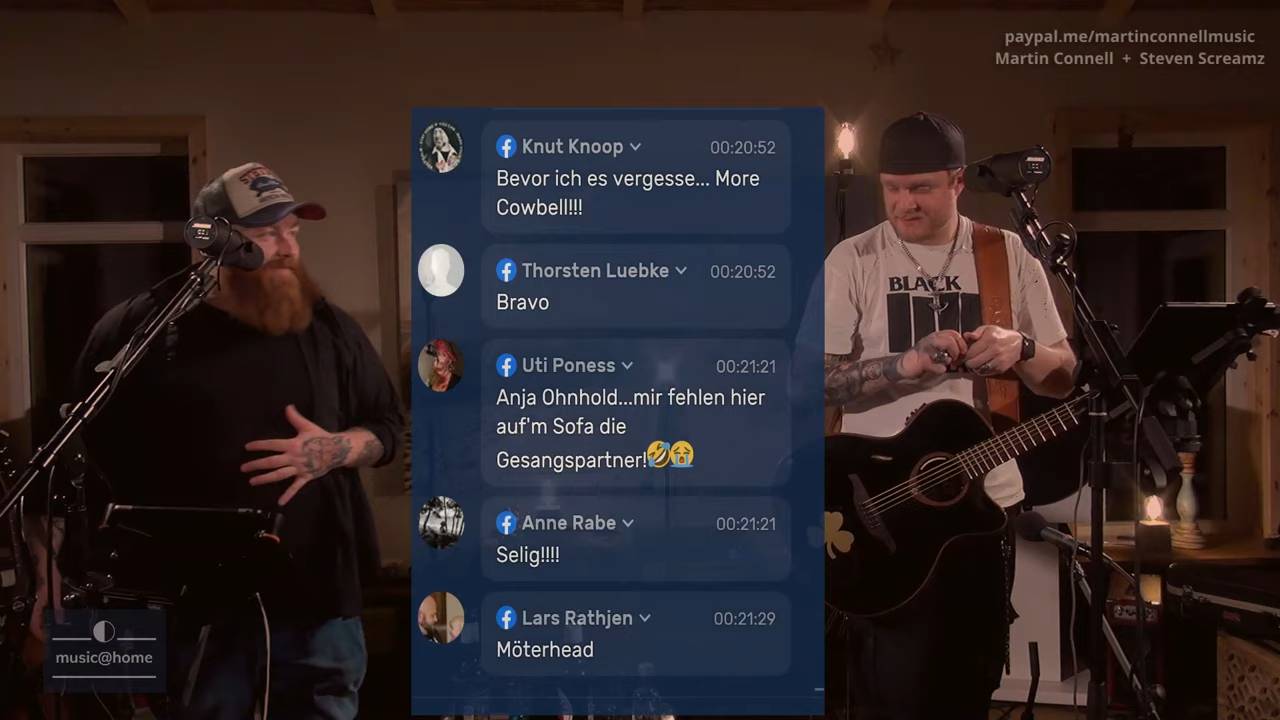 paypal.me/martinconnellmusic
Martin Connell + Steven Screamz
Knut Knoop 00:20:52
Bevor ich es vergesse... More
Cowbell!!!
Thorsten Luebke 00:20:52
Bravo
Uti Poness 00:21:21
Anja Ohnhold...mir fehlen hier
auf'm Sofa die
Gesangspartner!🤣😭
Anne Rabe 00:21:21
Selig!!!!
Lars Rathjen 00:21:29
Möterhead
BLACK
music@home